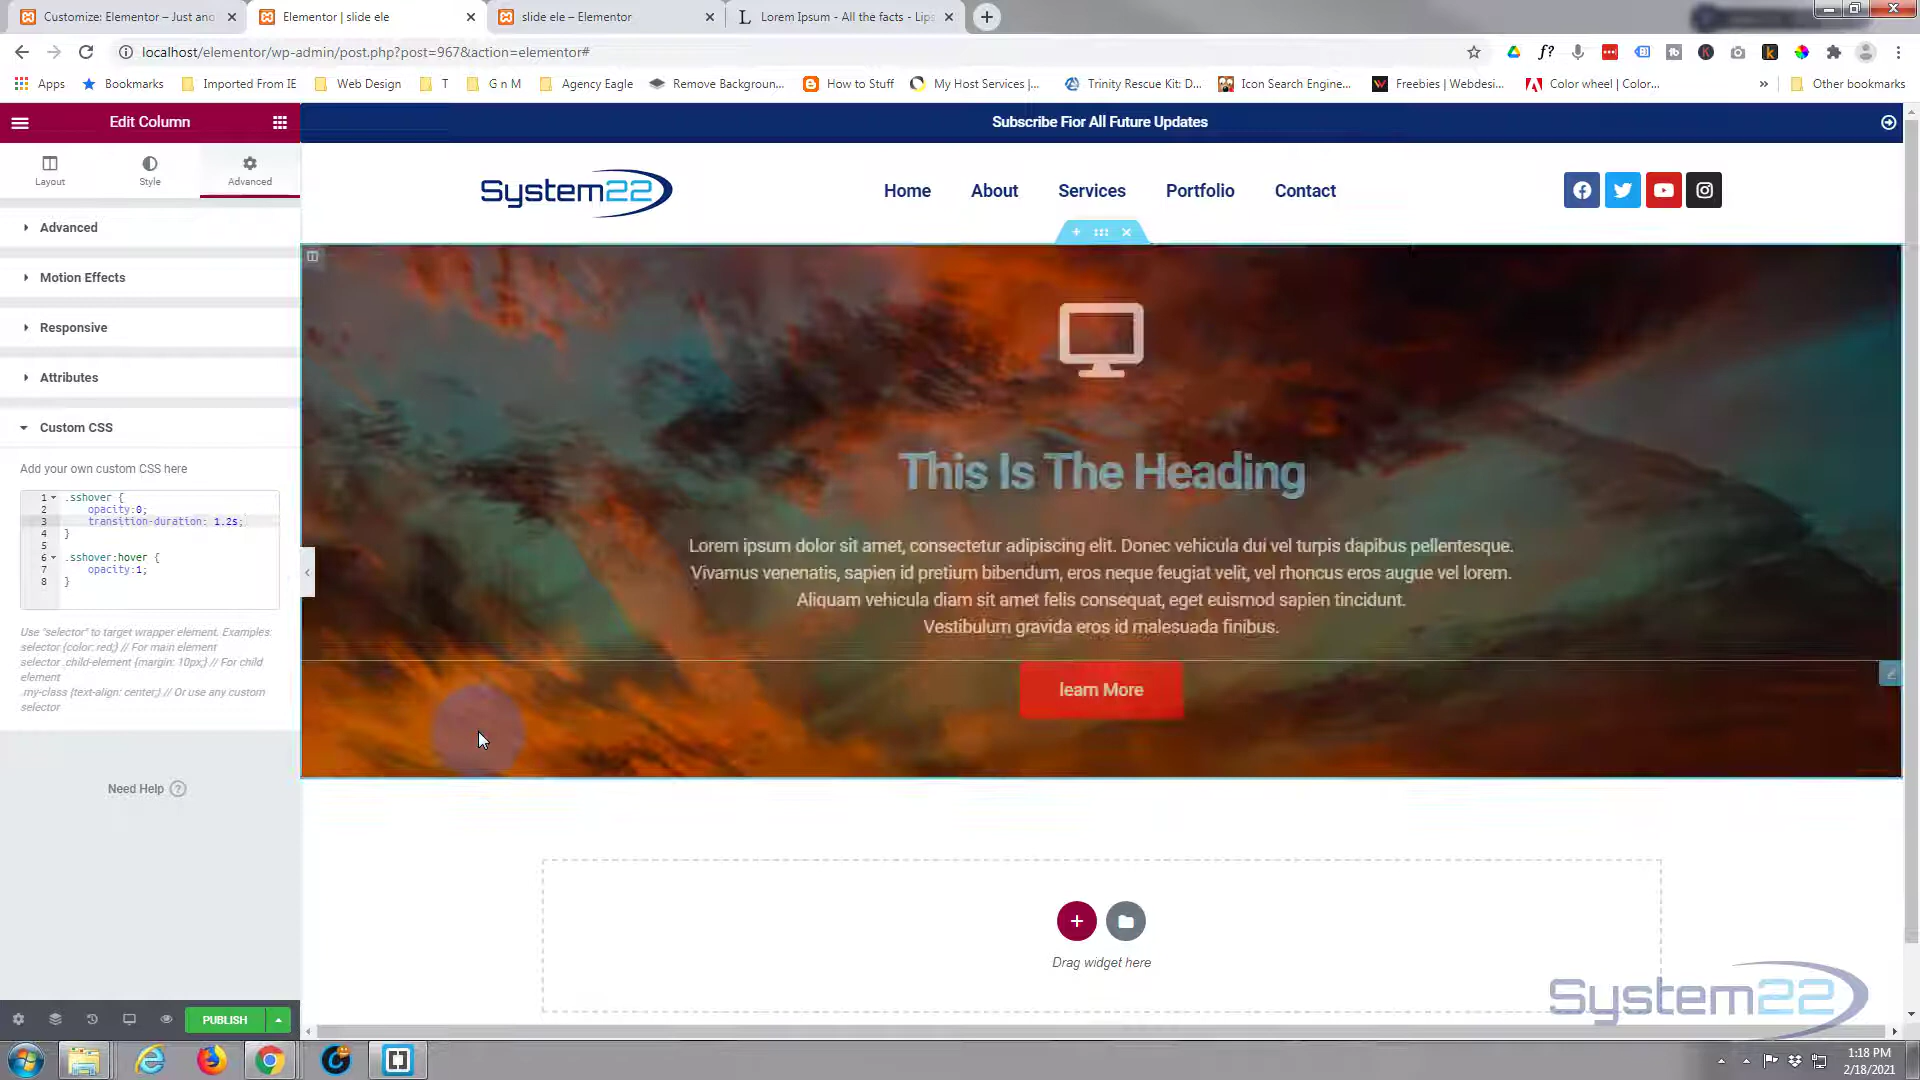 Customize: Elementor – Just ano
Elementor | slide ele
slide ele – Elementor
Lorem Ipsum - All the facts - Lips
localhost/elementor/wp-admin/post.php?post=967&action=elementor#
Apps
Bookmarks
Imported From IE
Web Design
T
G n M
Agency Eagle
Remove Backgroun...
How to Stuff
My Host Services |...
Trinity Rescue Kit: D...
Icon Search Engine...
Freebies | Webdesi...
Color wheel | Color...
Other bookmarks
Edit Column
Layout
Style
Advanced
Advanced
Motion Effects
Responsive
Attributes
Custom CSS
Add your own custom CSS here
1 .sshover {
2 opacity:0;
3 transition-duration: 1.2s;
4 }
5
6 .sshover:hover {
7 opacity:1;
8 }
Use "selector" to target wrapper element. Examples:
selector {color: red;} // For main element
selector .child-element {margin: 10px;} // For child
element
.my-class {text-align: center;} // Or use any custom
selector
Need Help
PUBLISH
Subscribe Fior All Future Updates
System22
Home
About
Services
Portfolio
Contact
This Is The Heading
Lorem ipsum dolor sit amet, consectetur adipiscing elit. Donec vehicula dui vel turpis dapibus pellentesque.
Vivamus venenatis, sapien id pretium bibendum, eros neque feugiat velit, vel rhoncus eros augue vel lorem.
Aliquam vehicula diam sit amet felis consequat, eget euismod sapien tincidunt.
Vestibulum gravida eros id malesuada finibus.
learn More
Drag widget here
System22
1:18 PM
2/18/2021